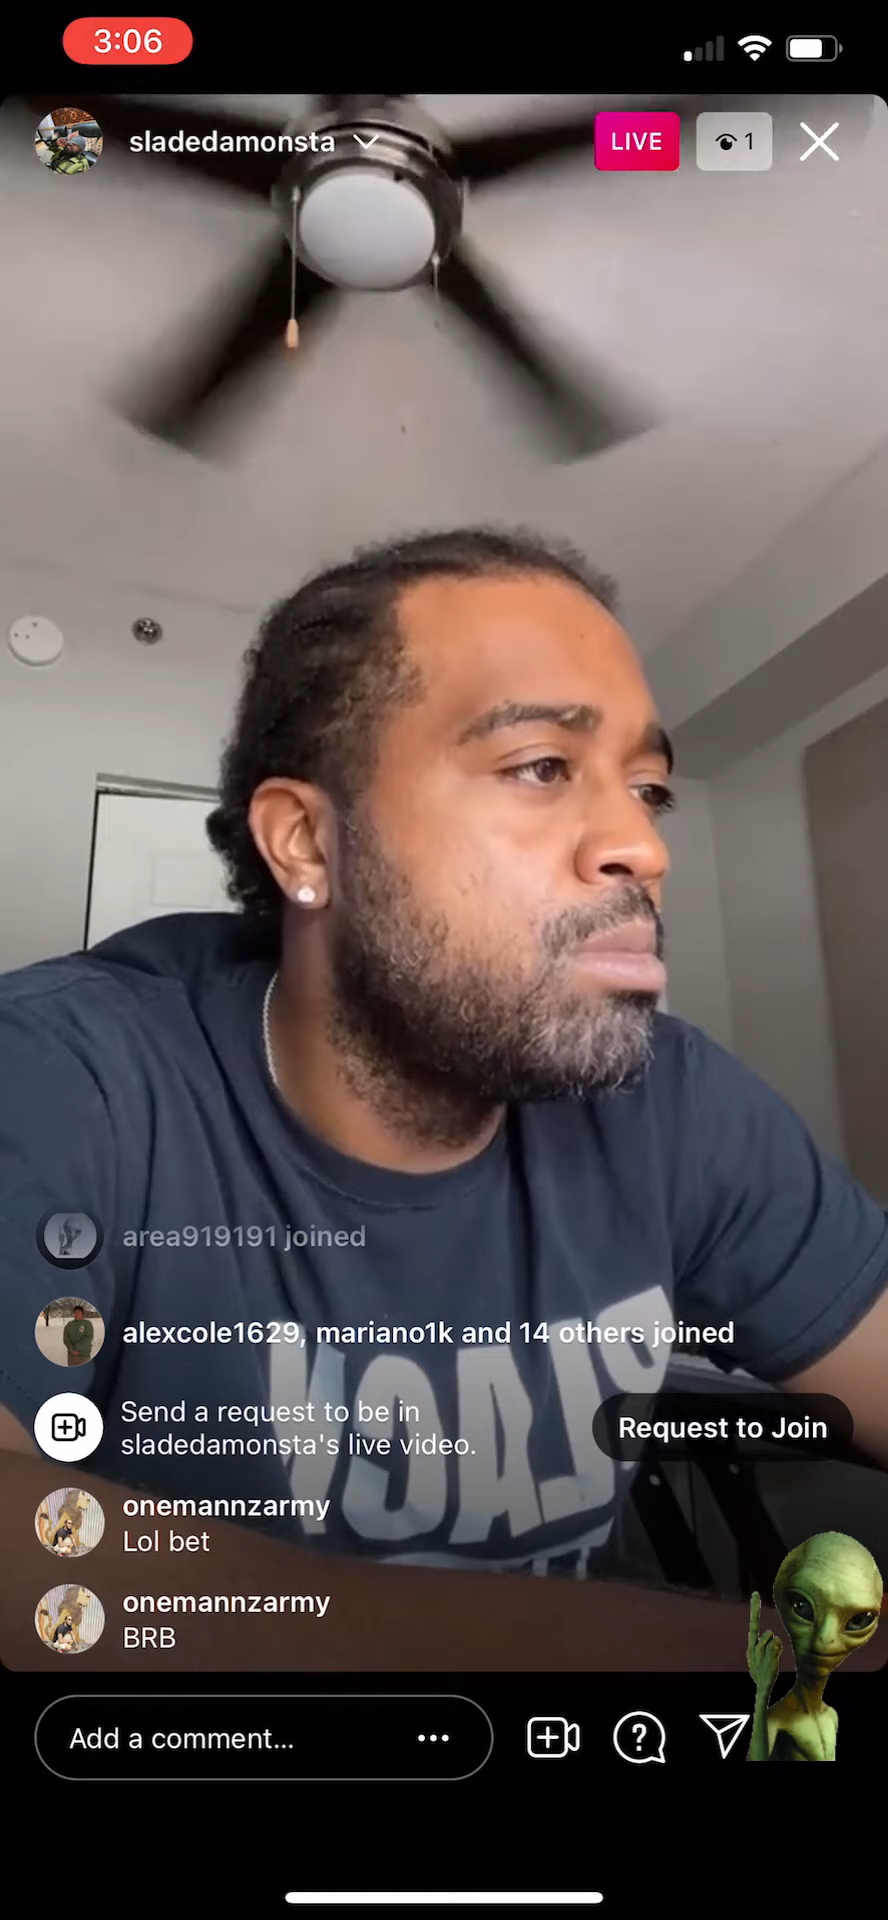 3:06
sladedamonsta
LIVE
1
area919191 joined
alexcole1629, mariano1k and 14 others joined
Send a request to be in
sladedamonsta's live video.
Request to Join
onemannzarmy
Lol bet
onemannzarmy
BRB
Add a comment...